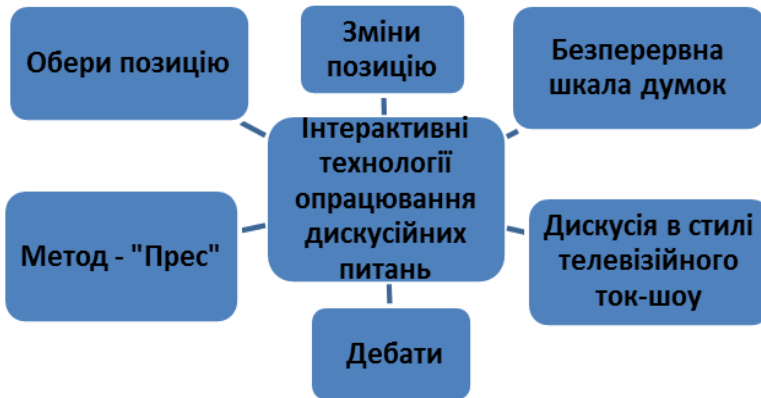 Обери позицію
Зміни
позицію
Безперервна
шкала думок
Інтерактивні
технології
опрацювання
дискусійних
питань
Метод - "Прес"
Дискусія в стилі
телевізійного
ток-шоу
Дебати